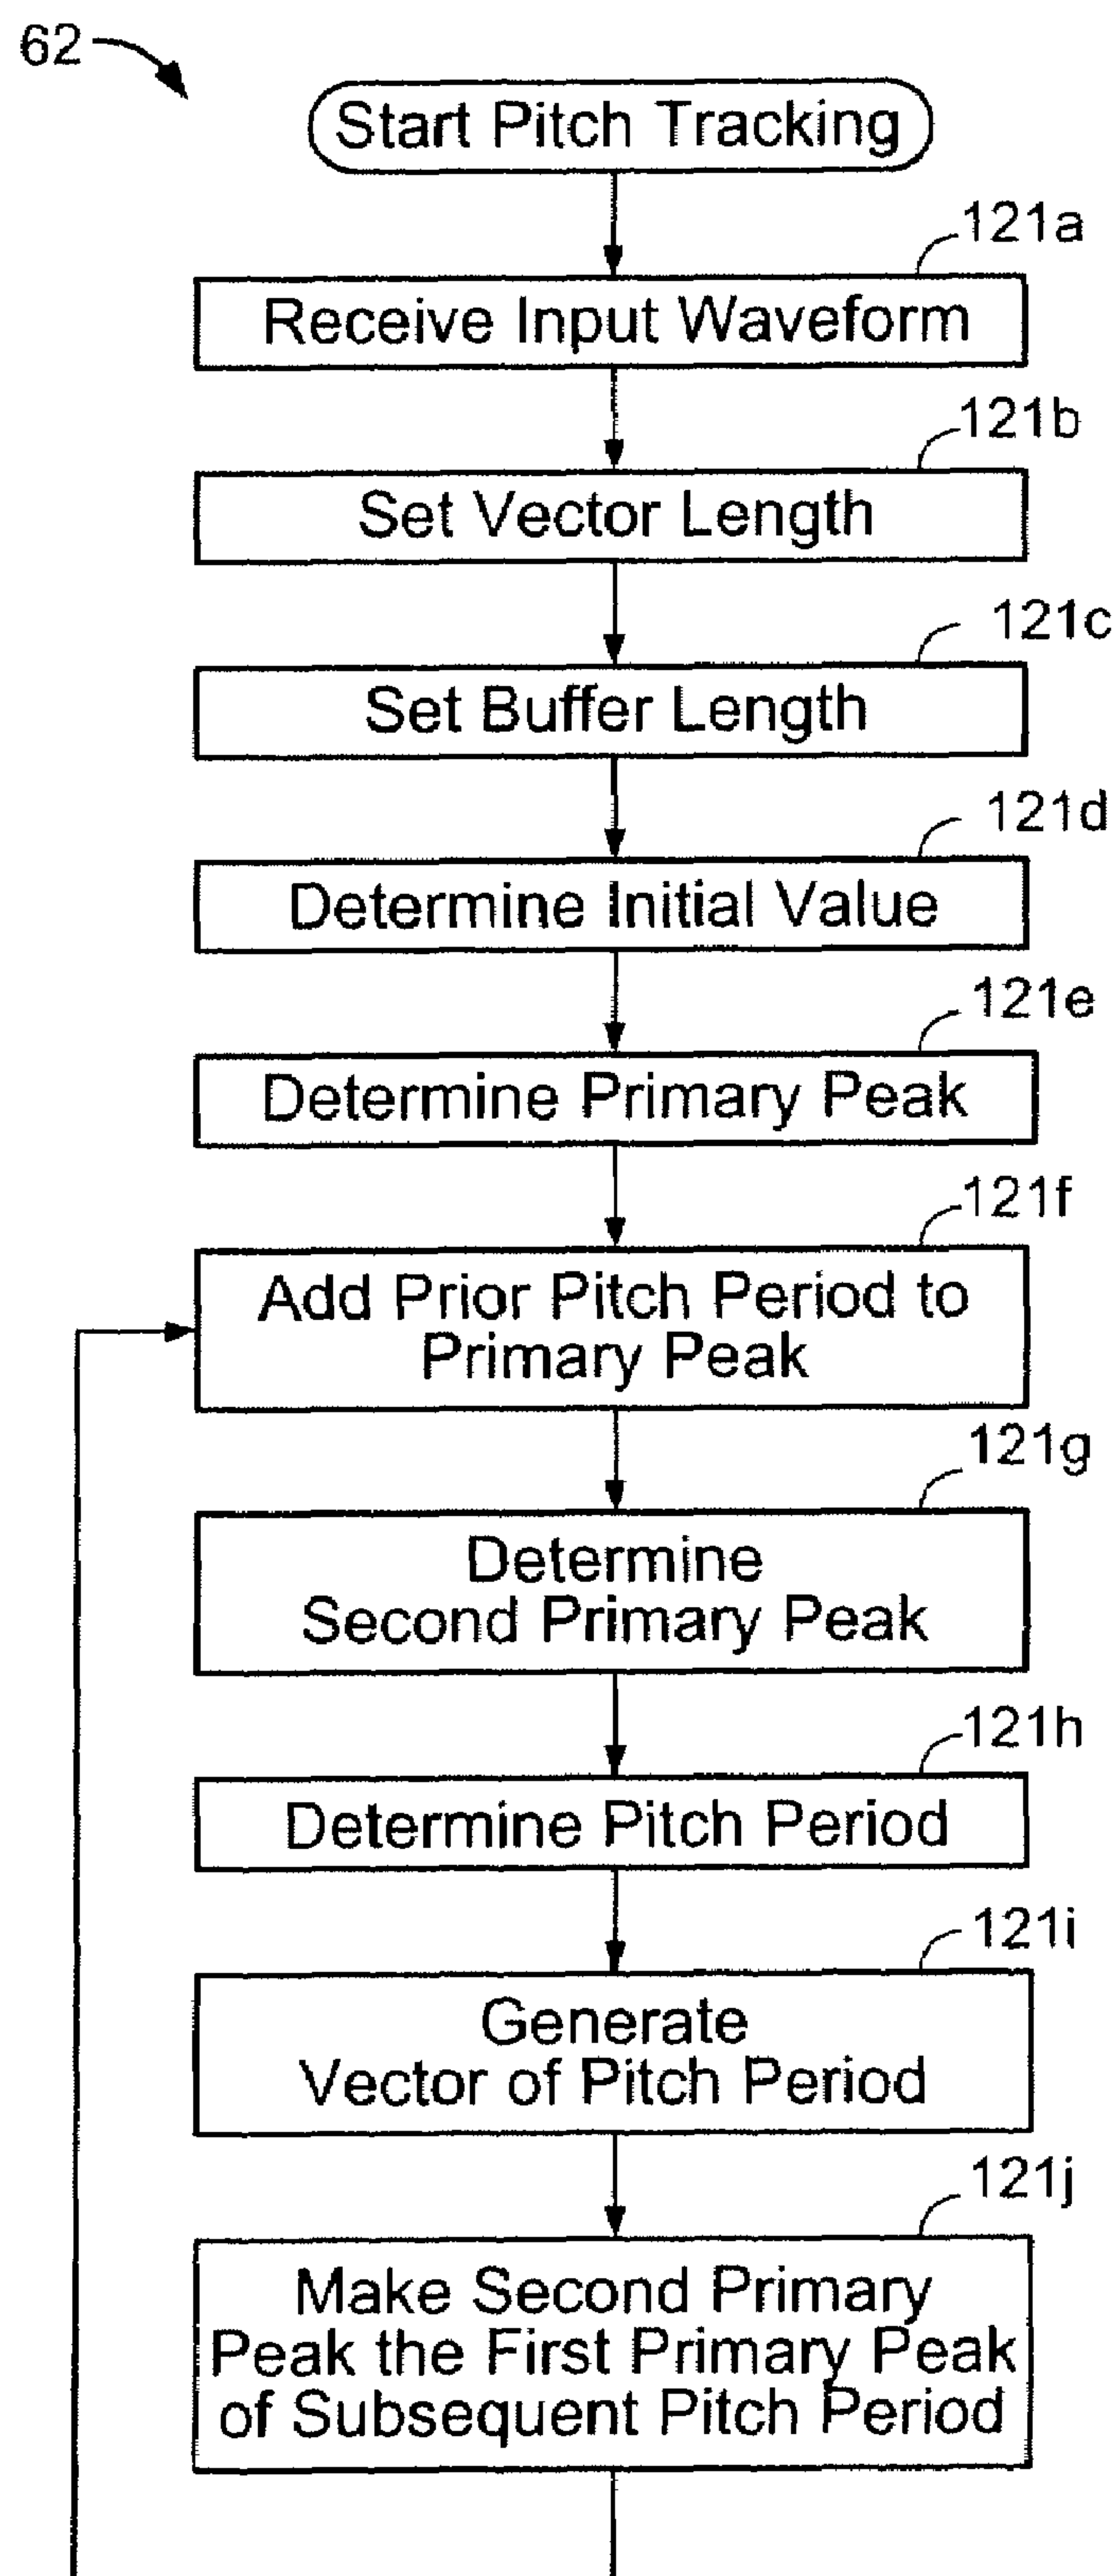 62
Start Pitch Tracking
121a
Receive Input Waveform
121b
Set Vector Length
121c
Set Buffer Length
121d
Determine Initial Value
121e
Determine Primary Peak
121f
Add Prior Pitch Period to
Primary Peak
121g
Determine
Second Primary Peak
121h
Determine Pitch Period
121i
Generate
Vector of Pitch Period
121j
Make Second Primary
Peak the First Primary Peak
of Subsequent Pitch Period